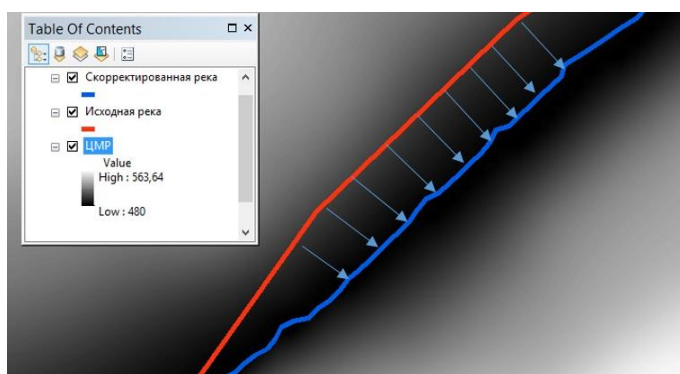 Table Of Contents
Скорректированная река
Исходная река
ЦМР
Value
High : 563,64
Low : 480